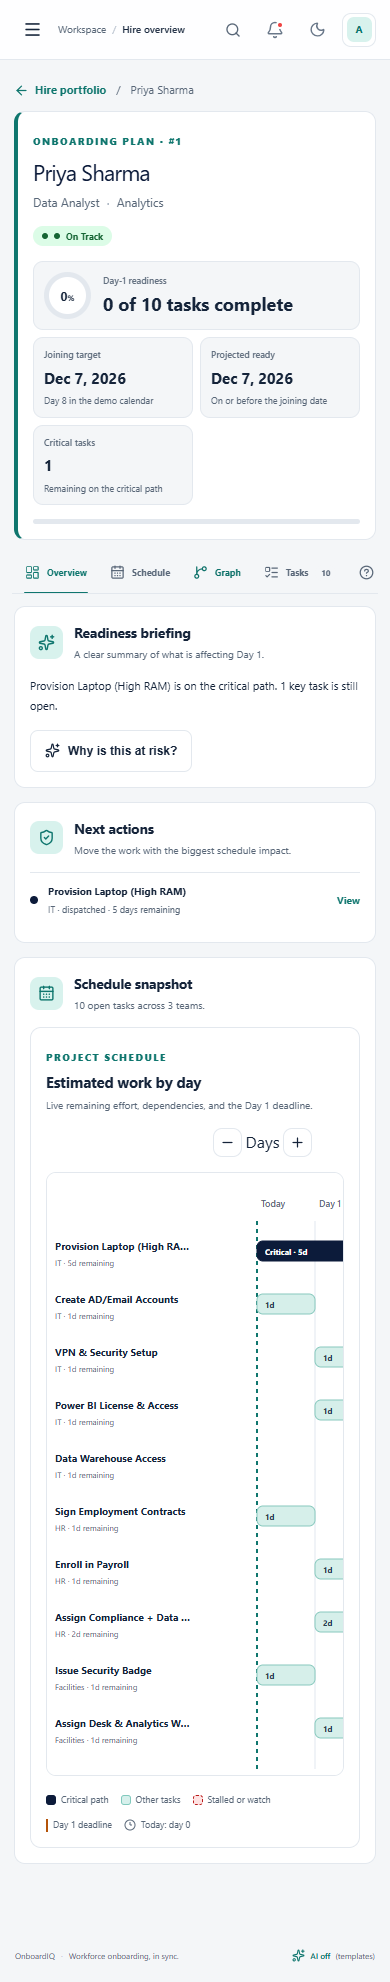 Workspace / Hire overview
A
Hire portfolio / Priya Sharma
ONBOARDING PLAN · #1
Priya Sharma
Data Analyst · Analytics
On Track
0%
Day-1 readiness
0 of 10 tasks complete
Joining target
Dec 7, 2026
Day 8 in the demo calendar
Projected ready
Dec 7, 2026
On or before the joining date
Critical tasks
1
Remaining on the critical path
Overview
Schedule
Graph
Tasks 10
Readiness briefing
A clear summary of what is affecting Day 1.
Provision Laptop (High RAM) is on the critical path. 1 key task is still
open.
Why is this at risk?
Next actions
Move the work with the biggest schedule impact.
Provision Laptop (High RAM)
IT · dispatched · 5 days remaining
View
Schedule snapshot
10 open tasks across 3 teams.
PROJECT SCHEDULE
Estimated work by day
Live remaining effort, dependencies, and the Day 1 deadline.
− Days +
Today
Day 1
Provision Laptop (High RA...
IT · 5d remaining
Critical · 5d
Create AD/Email Accounts
IT · 1d remaining
1d
VPN & Security Setup
IT · 1d remaining
1d
Power BI License & Access
IT · 1d remaining
1d
Data Warehouse Access
IT · 1d remaining
Sign Employment Contracts
HR · 1d remaining
1d
Enroll in Payroll
HR · 1d remaining
1d
Assign Compliance + Data ...
HR · 2d remaining
2d
Issue Security Badge
Facilities · 1d remaining
1d
Assign Desk & Analytics W...
Facilities · 1d remaining
1d
Critical path
Other tasks
Stalled or watch
Day 1 deadline
Today: day 0
OnboardIQ · Workforce onboarding, in sync.
AI off (templates)